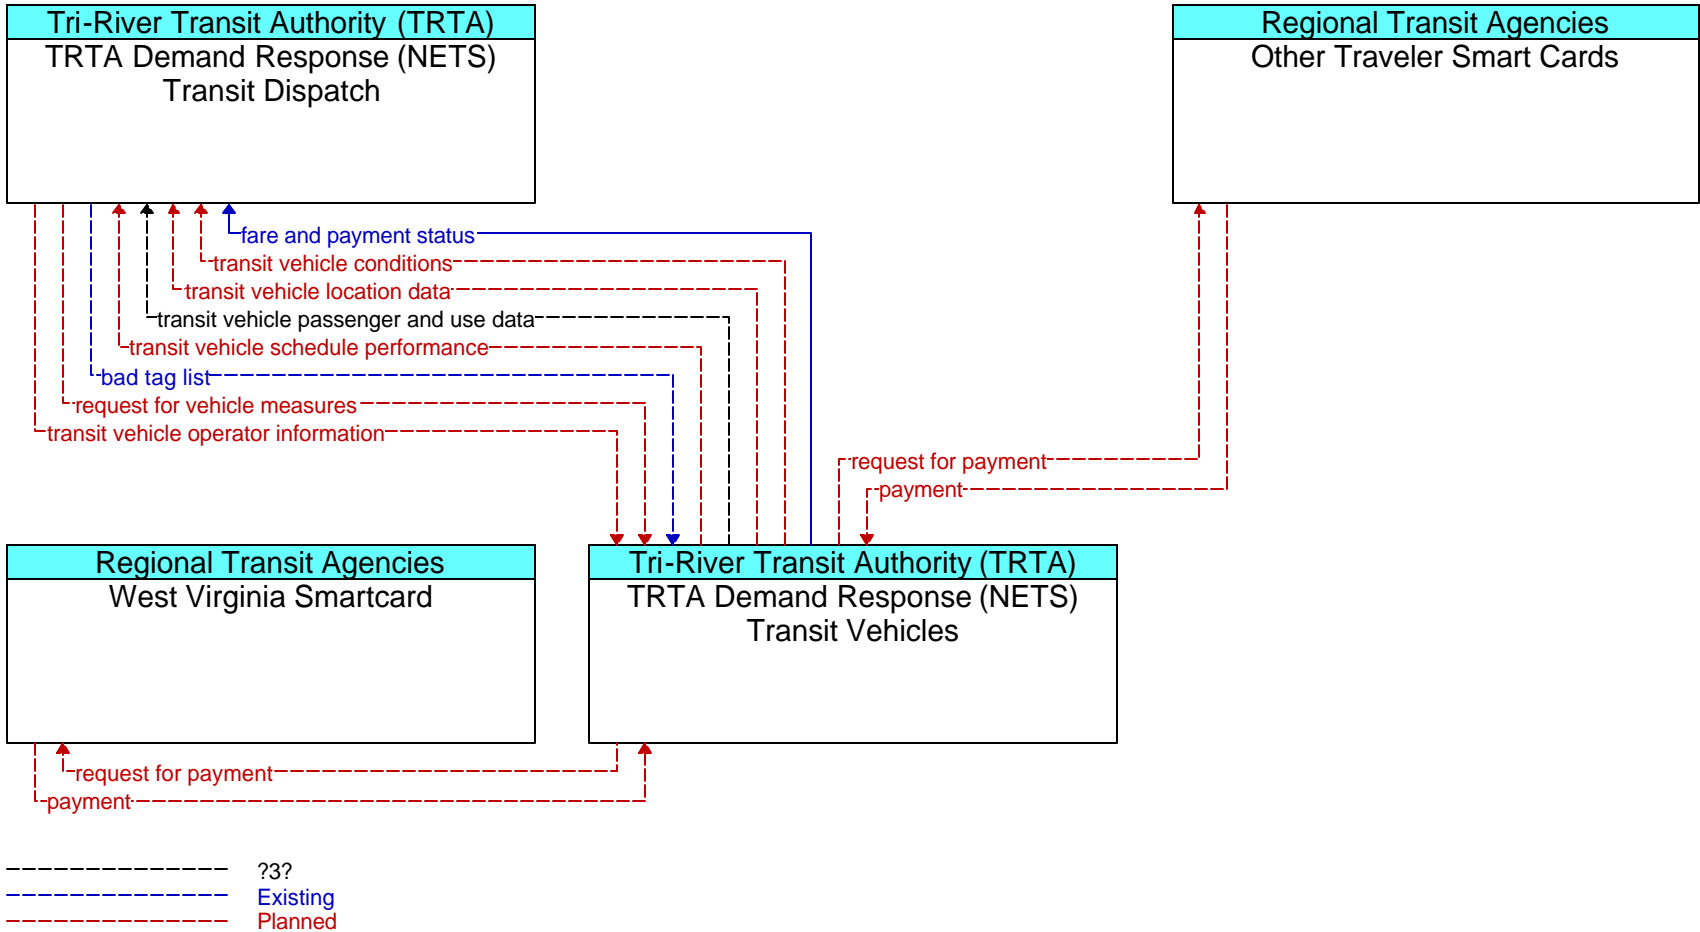 Tri-River Transit Authority (TRTA)
TRTA Demand Response (NETS)
Transit Dispatch
Regional Transit Agencies
Other Traveler Smart Cards
fare and payment status
transit vehicle conditions
transit vehicle location data
transit vehicle passenger and use data
transit vehicle schedule performance
bad tag list
request for vehicle measures
transit vehicle operator information
request for payment
payment
Regional Transit Agencies
West Virginia Smartcard
Tri-River Transit Authority (TRTA)
TRTA Demand Response (NETS)
Transit Vehicles
request for payment
payment
?3?
Existing
Planned